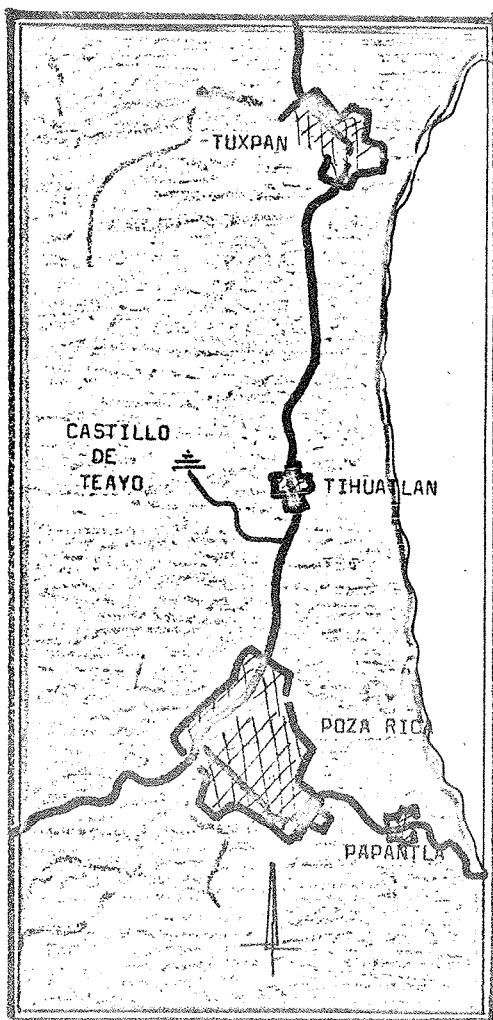 TUXPAN
CASTILLO
DE
TEAYO
TIHUATLAN
POZA RICA
PAPANTLA